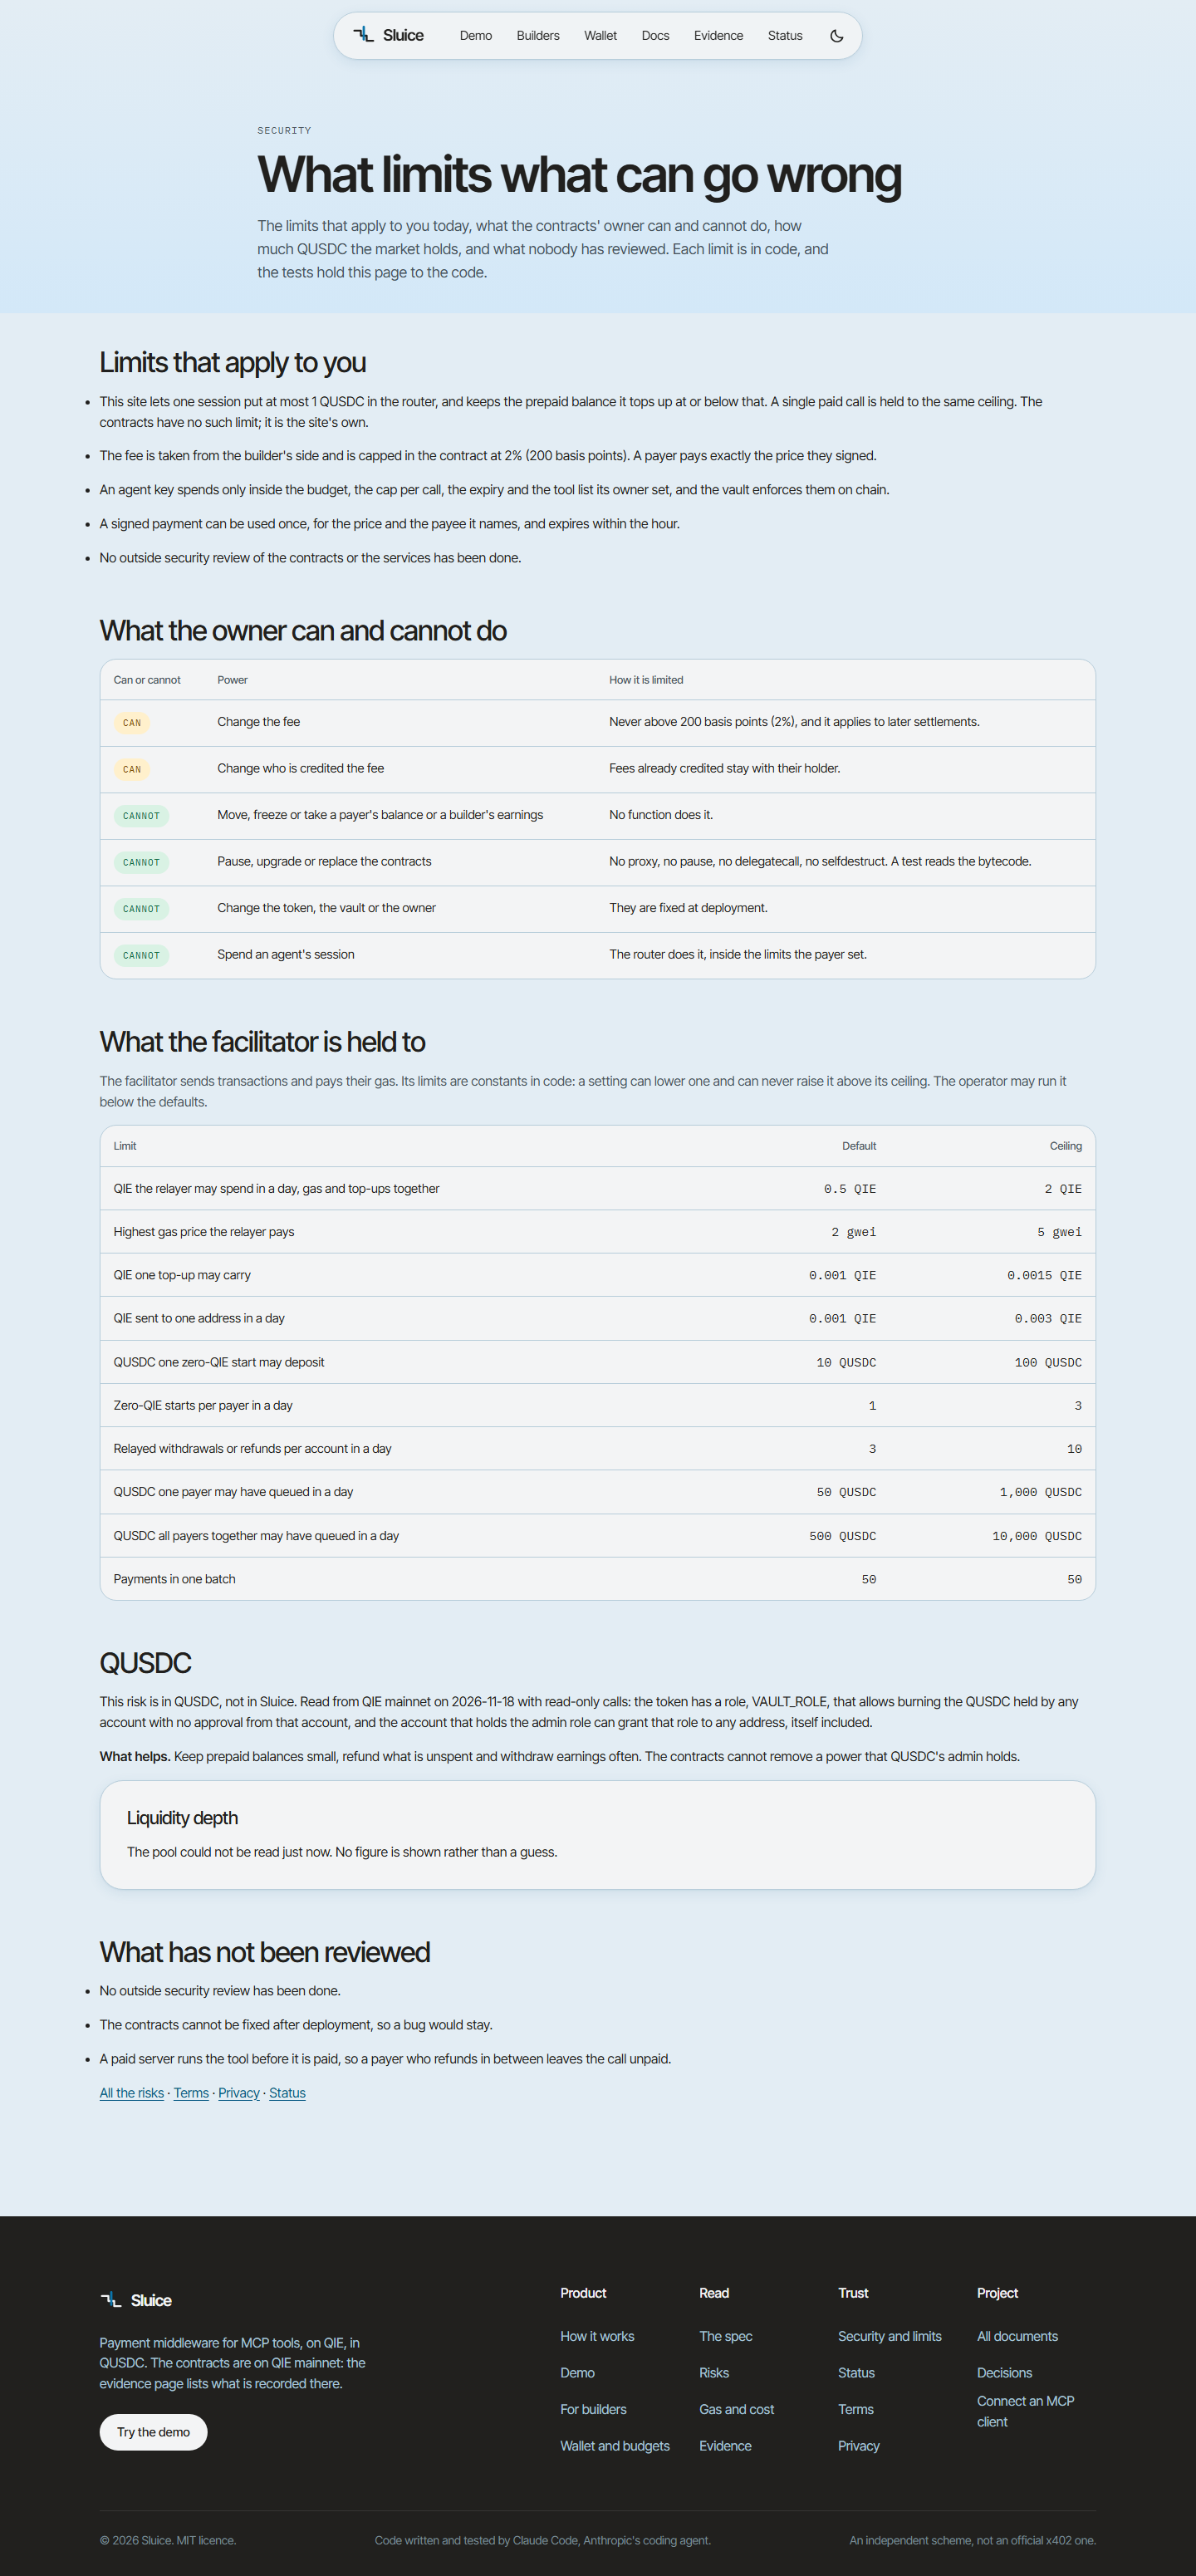 Sluice
Demo
Builders
Wallet
Docs
Evidence
Status
SECURITY
What limits what can go wrong
The limits that apply to you today, what the contracts' owner can and cannot do, how
much QUSDC the market holds, and what nobody has reviewed. Each limit is in code, and
the tests hold this page to the code.
Limits that apply to you
• This site lets one session put at most 1 QUSDC in the router, and keeps the prepaid balance it tops up at or below that. A single paid call is held to the same ceiling. The
contracts have no such limit; it is the site's own.
• The fee is taken from the builder's side and is capped in the contract at 2% (200 basis points). A payer pays exactly the price they signed.
• An agent key spends only inside the budget, the cap per call, the expiry and the tool list its owner set, and the vault enforces them on chain.
• A signed payment can be used once, for the price and the payee it names, and expires within the hour.
• No outside security review of the contracts or the services has been done.
What the owner can and cannot do
Can or cannot Power How it is limited
CAN Change the fee Never above 200 basis points (2%), and it applies to later settlements.
CAN Change who is credited the fee Fees already credited stay with their holder.
CANNOT Move, freeze or take a payer's balance or a builder's earnings No function does it.
CANNOT Pause, upgrade or replace the contracts No proxy, no pause, no delegatecall, no selfdestruct. A test reads the bytecode.
CANNOT Change the token, the vault or the owner They are fixed at deployment.
CANNOT Spend an agent's session The router does it, inside the limits the payer set.
What the facilitator is held to
The facilitator sends transactions and pays their gas. Its limits are constants in code: a setting can lower one and can never raise it above its ceiling. The operator may run it
below the defaults.
Limit Default Ceiling
QIE the relayer may spend in a day, gas and top-ups together 0.5 QIE 2 QIE
Highest gas price the relayer pays 2 gwei 5 gwei
QIE one top-up may carry 0.001 QIE 0.0015 QIE
QIE sent to one address in a day 0.001 QIE 0.003 QIE
QUSDC one zero-QIE start may deposit 10 QUSDC 100 QUSDC
Zero-QIE starts per payer in a day 1 3
Relayed withdrawals or refunds per account in a day 3 10
QUSDC one payer may have queued in a day 50 QUSDC 1,000 QUSDC
QUSDC all payers together may have queued in a day 500 QUSDC 10,000 QUSDC
Payments in one batch 50 50
QUSDC
This risk is in QUSDC, not in Sluice. Read from QIE mainnet on 2026-11-18 with read-only calls: the token has a role, VAULT_ROLE, that allows burning the QUSDC held by any
account with no approval from that account, and the account that holds the admin role can grant that role to any address, itself included.
What helps. Keep prepaid balances small, refund what is unspent and withdraw earnings often. The contracts cannot remove a power that QUSDC's admin holds.
Liquidity depth
The pool could not be read just now. No figure is shown rather than a guess.
What has not been reviewed
• No outside security review has been done.
• The contracts cannot be fixed after deployment, so a bug would stay.
• A paid server runs the tool before it is paid, so a payer who refunds in between leaves the call unpaid.
All the risks · Terms · Privacy · Status
Sluice
Payment middleware for MCP tools, on QIE, in
QUSDC. The contracts are on QIE mainnet: the
evidence page lists what is recorded there.
Try the demo
Product
How it works
Demo
For builders
Wallet and budgets
Read
The spec
Risks
Gas and cost
Evidence
Trust
Security and limits
Status
Terms
Privacy
Project
All documents
Decisions
Connect an MCP
client
© 2026 Sluice. MIT licence.
Code written and tested by Claude Code, Anthropic's coding agent.
An independent scheme, not an official x402 one.